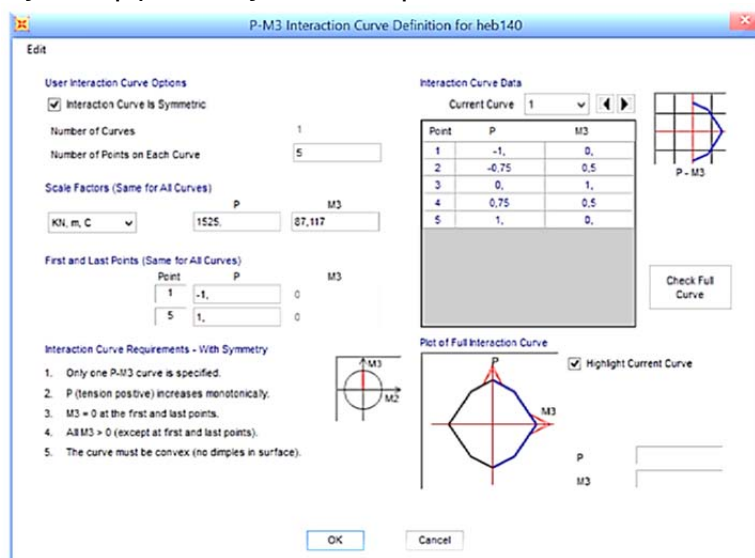 P-M3 Interaction Curve Definition for heb140
Edit
User Interaction Curve Options
Interaction Curve Is Symmetric
Number of Curves 1
Number of Points on Each Curve 5
Scale Factors (Same for All Curves)
P M3
KN, m, C 1525, 87,117
First and Last Points (Same for All Curves)
Point P M3
1 -1, 0
5 1, 0
Interaction Curve Requirements - With Symmetry
1. Only one P-M3 curve is specified.
2. P (tension postive) increases monotonically.
3. M3 = 0 at the first and last points.
4. All M3 > 0 (except at first and last points).
5. The curve must be convex (no dimples in surface).
M3
M2
Interaction Curve Data
Current Curve 1
Point P M3
1 -1, 0,
2 -0,75 0,5
3 0, 1,
4 0,75 0,5
5 1, 0,
P - M3
Check Full
Curve
Plot of Full Interaction Curve
P
M3
Highlight Current Curve
P
M3
OK Cancel